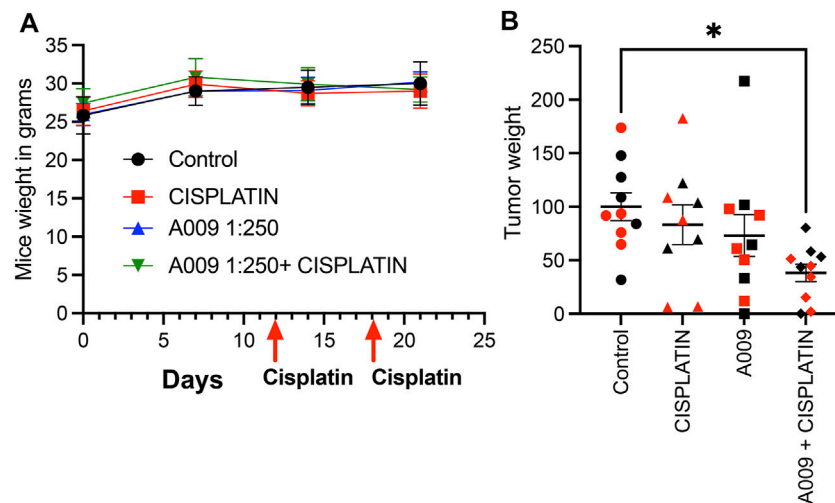 A
Mice wieght in grams
35
30
25
20
15
10
5
0
Control
CISPLATIN
A009 1:250
A009 1:250+ CISPLATIN
0 5 10 15 20 25
Days
Cisplatin
Cisplatin
B
*
Tumor weight
250
200
150
100
50
0
Control
CISPLATIN
A009
A009 + CISPLATIN